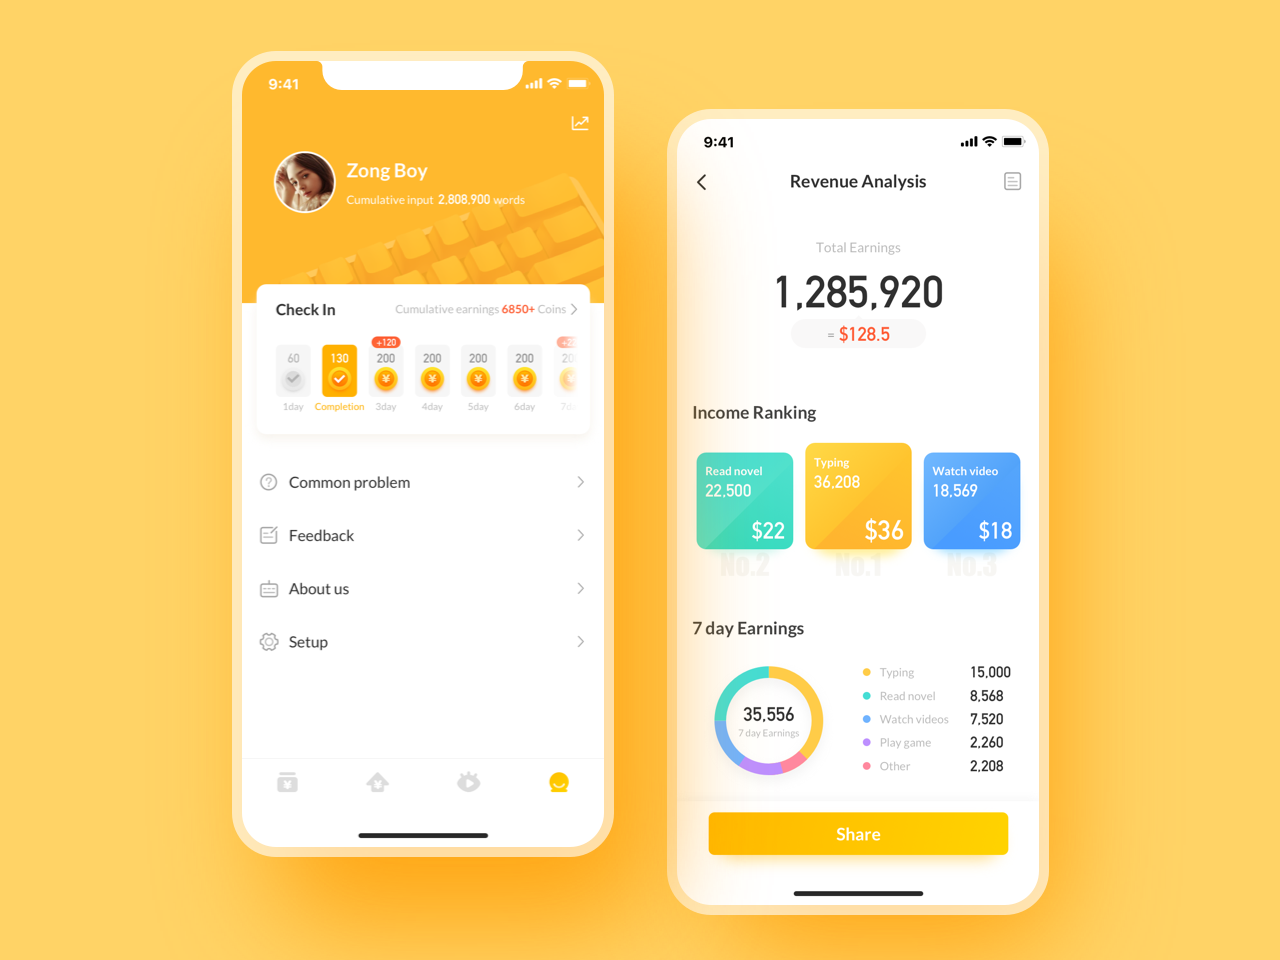 9:41
Zong Boy
Cumulative input 2,808,900 words
Check In
Cumulative earnings 6850+ Coins
+120
60
130
200
200
200
200
¥
¥
¥
¥
1day
Completion
3day
4day
5day
6day
Common problem
Feedback
About us
Setup
9:41
Revenue Analysis
Total Earnings
1,285,920
= $128.5
Income Ranking
Read novel
22,500
$22
No.2
Typing
36,208
$36
No.1
Watch video
18,569
$18
No.3
7 day Earnings
35,556
7 day Earnings
Typing 15,000
Read novel 8,568
Watch videos 7,520
Play game 2,260
Other 2,208
Share